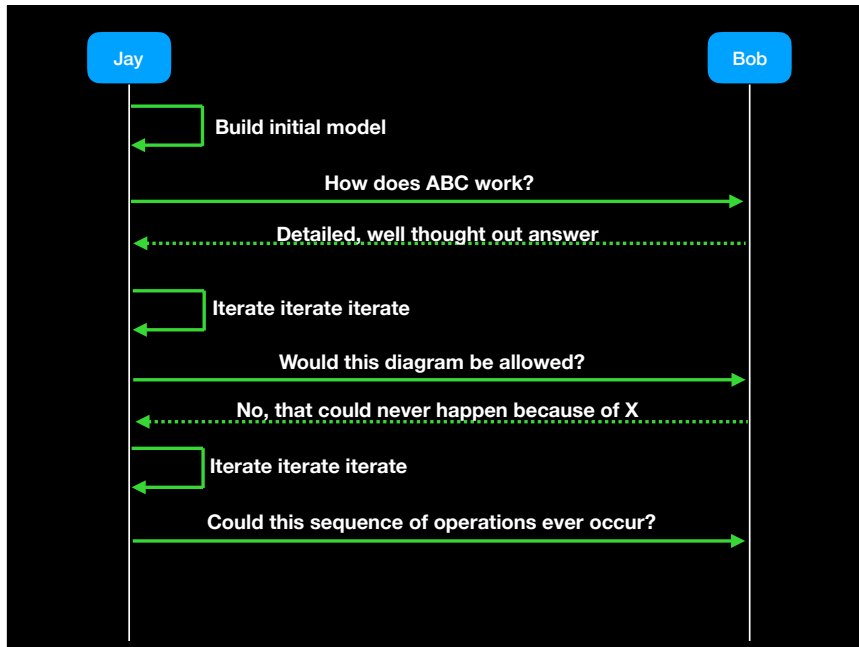 Jay
Bob
Build initial model
How does ABC work?
Detailed, well thought out answer
Iterate iterate iterate
Would this diagram be allowed?
No, that could never happen because of X
Iterate iterate iterate
Could this sequence of operations ever occur?